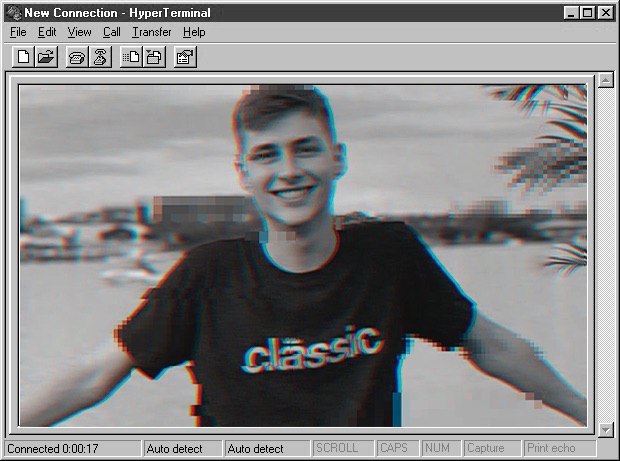 New Connection - HyperTerminal
File Edit View Call Transfer Help
classic
Connected 0:00:17 Auto detect Auto detect SCROLL CAPS NUM Capture Print echo